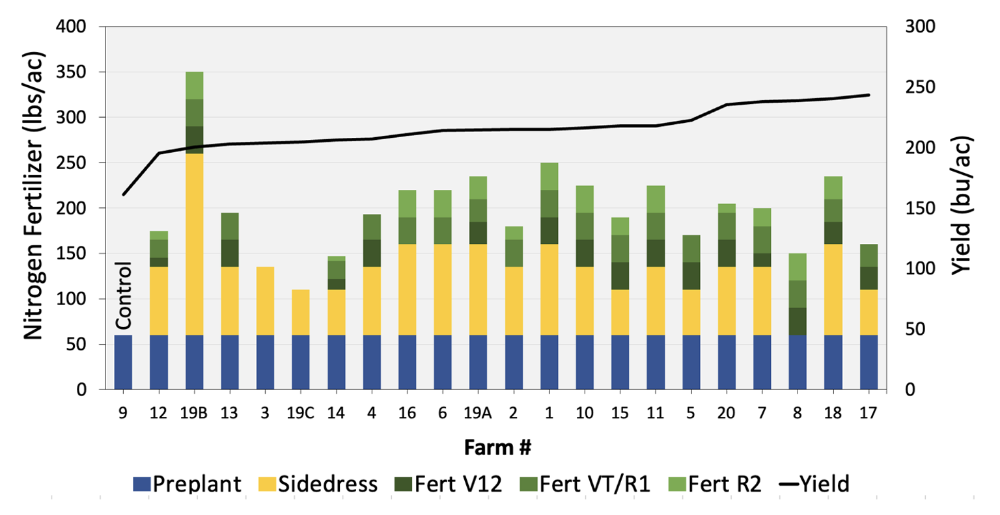 Nitrogen Fertilizer (lbs/ac)
400
350
300
250
200
150
100
50
0
Control
300
250
200
150
100
50
0
Yield (bu/ac)
9 12 19B 13 3 19C 14 4 16 6 19A 2 1 10 15 11 5 20 7 8 18 17
Farm #
Preplant Sidedress Fert V12 Fert VT/R1 Fert R2 Yield